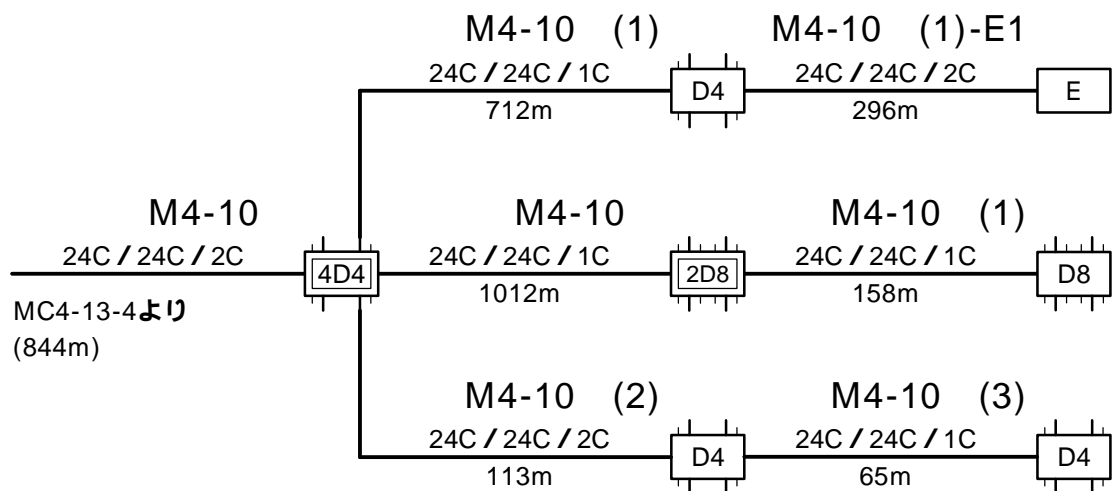 M4-10 (1)
24C / 24C / 1C
712m
D4
M4-10 (1)-E1
24C / 24C / 2C
296m
E
M4-10
24C / 24C / 2C
MC4-13-4より
(844m)
4D4
M4-10
24C / 24C / 1C
1012m
2D8
M4-10 (1)
24C / 24C / 1C
158m
D8
M4-10 (2)
24C / 24C / 2C
113m
D4
M4-10 (3)
24C / 24C / 1C
65m
D4